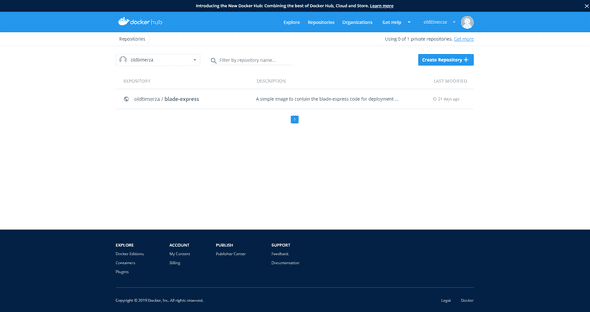 Introducing the New Docker Hub: Combining the best of Docker Hub, Cloud and Store. Learn more
docker hub Explore Repositories Organizations Get Help oldtimerza
Repositories Using 0 of 1 private repositories. Get more
oldtimerza Filter by repository name... Create Repository +
REPOSITORY DESCRIPTION LAST MODIFIED
oldtimerza / blade-express A simple image to contain the blade-express code for deployment ... 21 days ago
1
EXPLORE ACCOUNT PUBLISH SUPPORT
Docker Editions My Content Publisher Center Feedback
Containers Billing Documentation
Plugins
Copyright © 2019 Docker, Inc. All rights reserved. Legal Docker